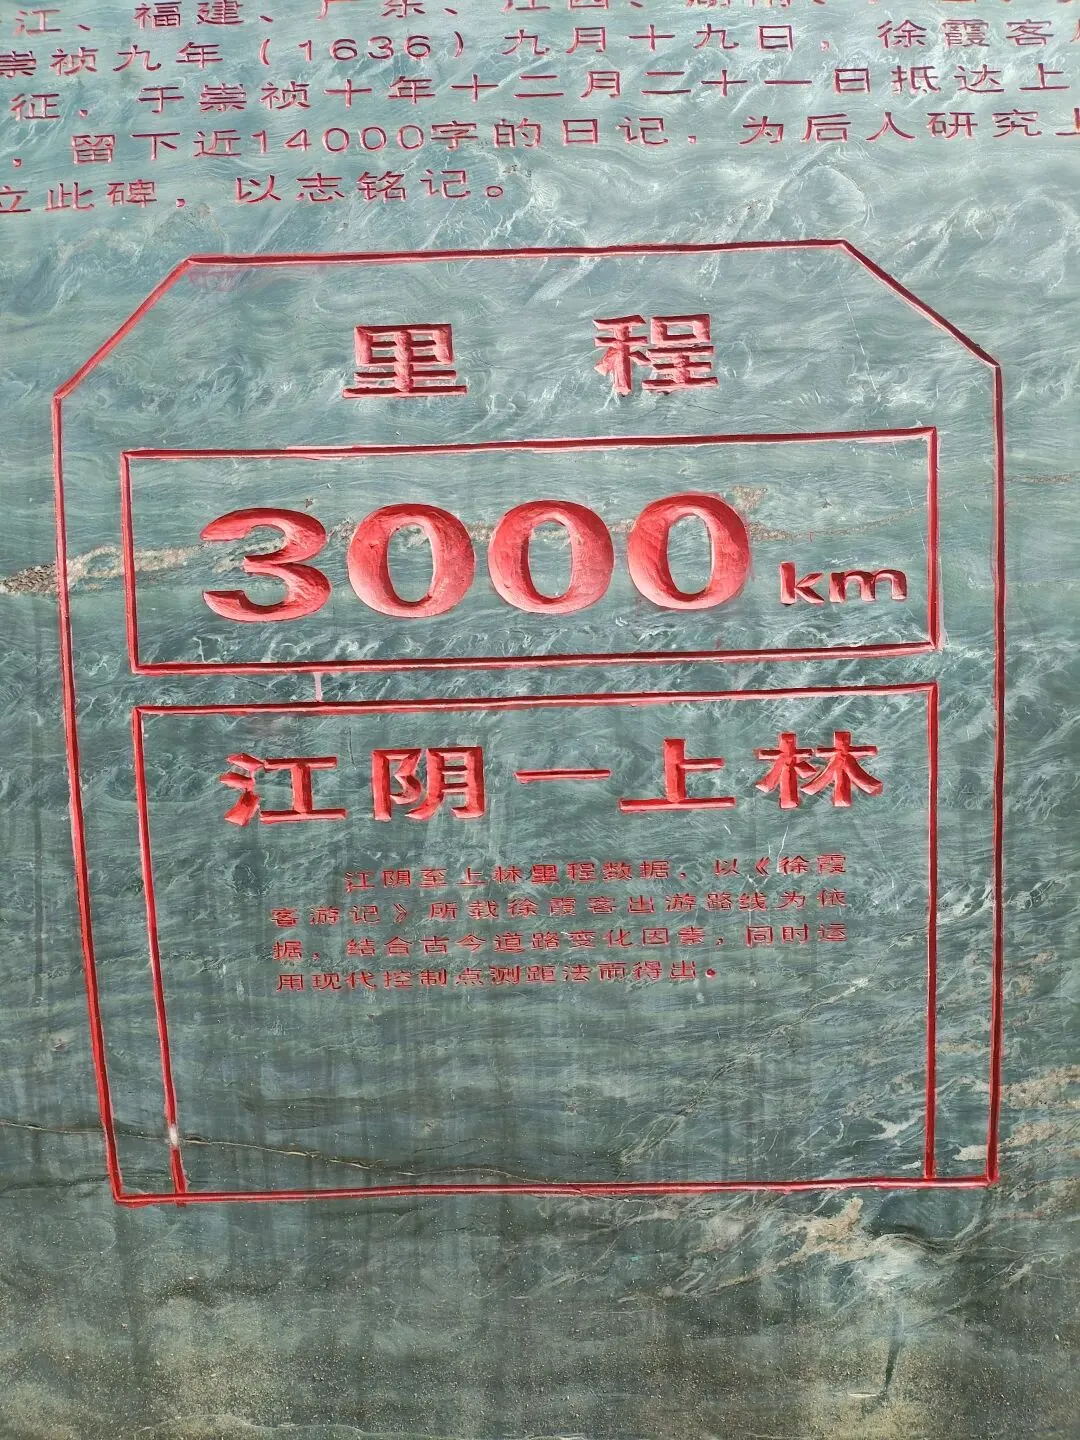 江、福建、广东、江西、湖南、
崇祯九年（1636）九月十九日，徐霞客
征，于崇祯十年十二月二十一日抵达上
，留下近14000字的日记，为后人研究上
立此碑，以志铭记。
里程
3000km
江阴—上林
江阴至上林里程数据，以《徐霞
客游记》所载徐霞客出游路线为依
据，结合古今道路变化因素，同时运
用现代控制点测距法而得出。